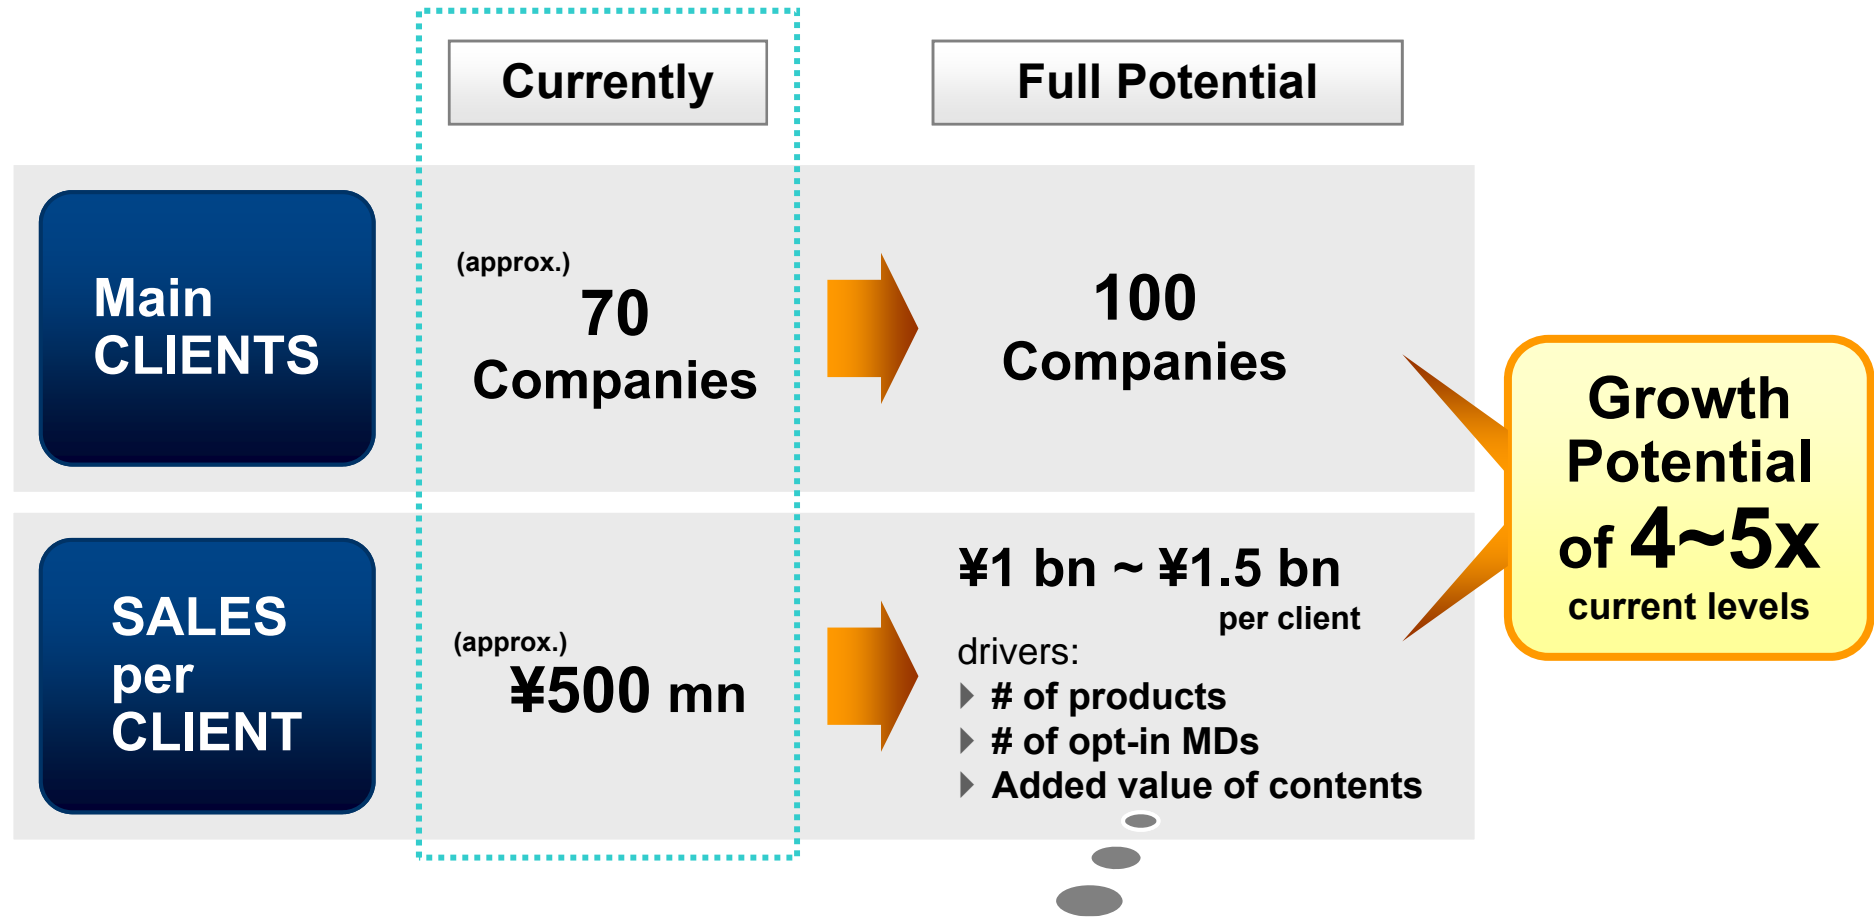 Currently
Full Potential
Main
CLIENTS
(approx.)
70
Companies
100
Companies
SALES
per
CLIENT
(approx.)
¥500 mn
¥1 bn ~ ¥1.5 bn
per client
drivers:
# of products
# of opt-in MDs
Added value of contents
Growth
Potential
of 4~5x
current levels